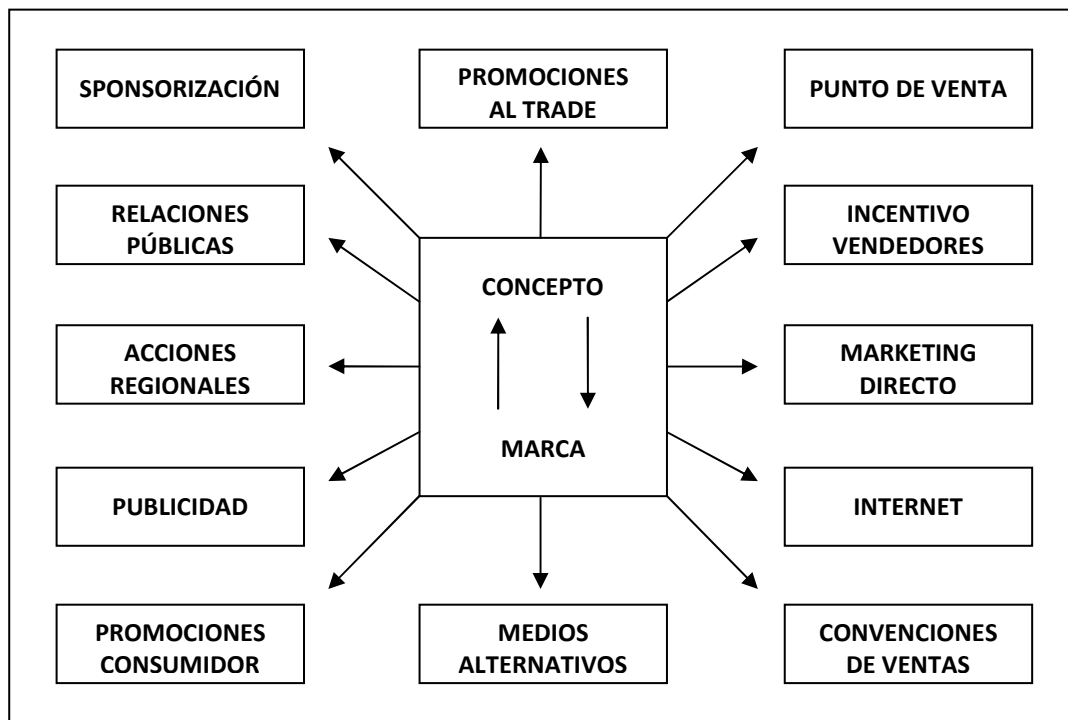 SPONSORIZACIÓN
PROMOCIONES
AL TRADE
PUNTO DE VENTA
RELACIONES
PÚBLICAS
INCENTIVO
VENDEDORES
CONCEPTO
ACCIONES
REGIONALES
MARKETING
DIRECTO
MARCA
PUBLICIDAD
INTERNET
PROMOCIONES
CONSUMIDOR
MEDIOS
ALTERNATIVOS
CONVENCIONES
DE VENTAS